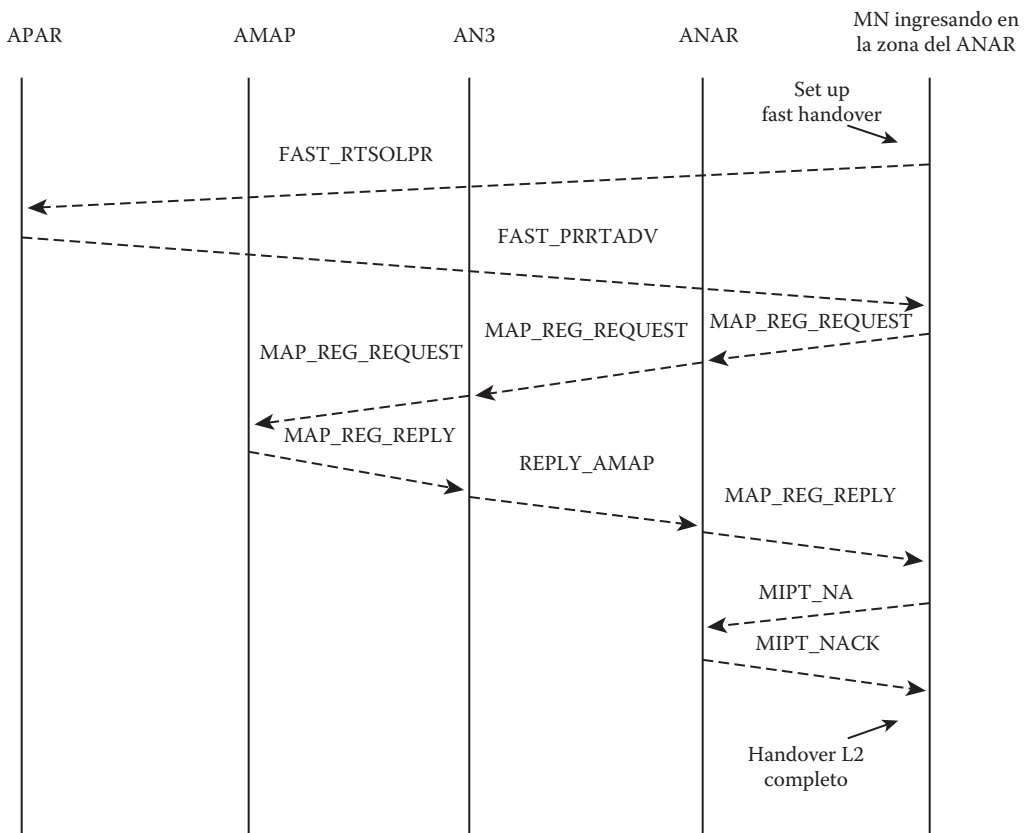 APAR
AMAP
AN3
ANAR
MN ingresando en
la zona del ANAR
Set up
fast handover
FAST_RTSOLPR
FAST_PRRTADV
MAP_REG_REQUEST
MAP_REG_REQUEST
MAP_REG_REQUEST
MAP_REG_REPLY
REPLY_AMAP
MAP_REG_REPLY
MIPT_NA
MIPT_NACK
Handover L2
completo